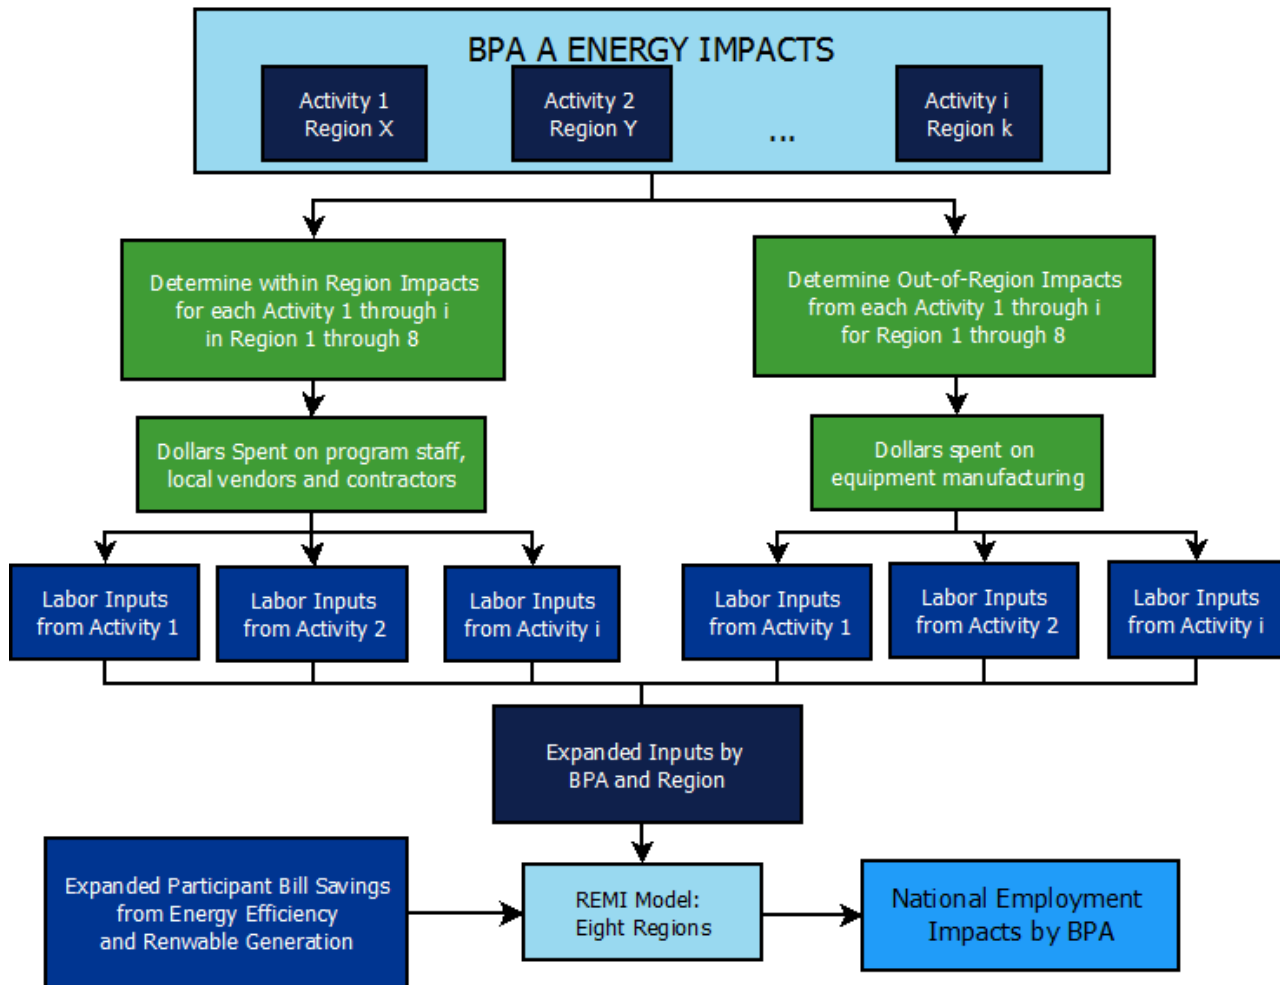 BPA A ENERGY IMPACTS
Activity 1
Region X
Activity 2
Region Y
...
Activity i
Region k
Determine within Region Impacts
for each Activity 1 through i
in Region 1 through 8
Determine Out-of-Region Impacts
from each Activity 1 through i
for Region 1 through 8
Dollars Spent on program staff,
local vendors and contractors
Dollars spent on
equipment manufacturing
Labor Inputs
from Activity 1
Labor Inputs
from Activity 2
Labor Inputs
from Activity i
Labor Inputs
from Activity 1
Labor Inputs
from Activity 2
Labor Inputs
from Activity i
Expanded Inputs by
BPA and Region
Expanded Participant Bill Savings
from Energy Efficiency
and Renwable Generation
REMI Model:
Eight Regions
National Employment
Impacts by BPA